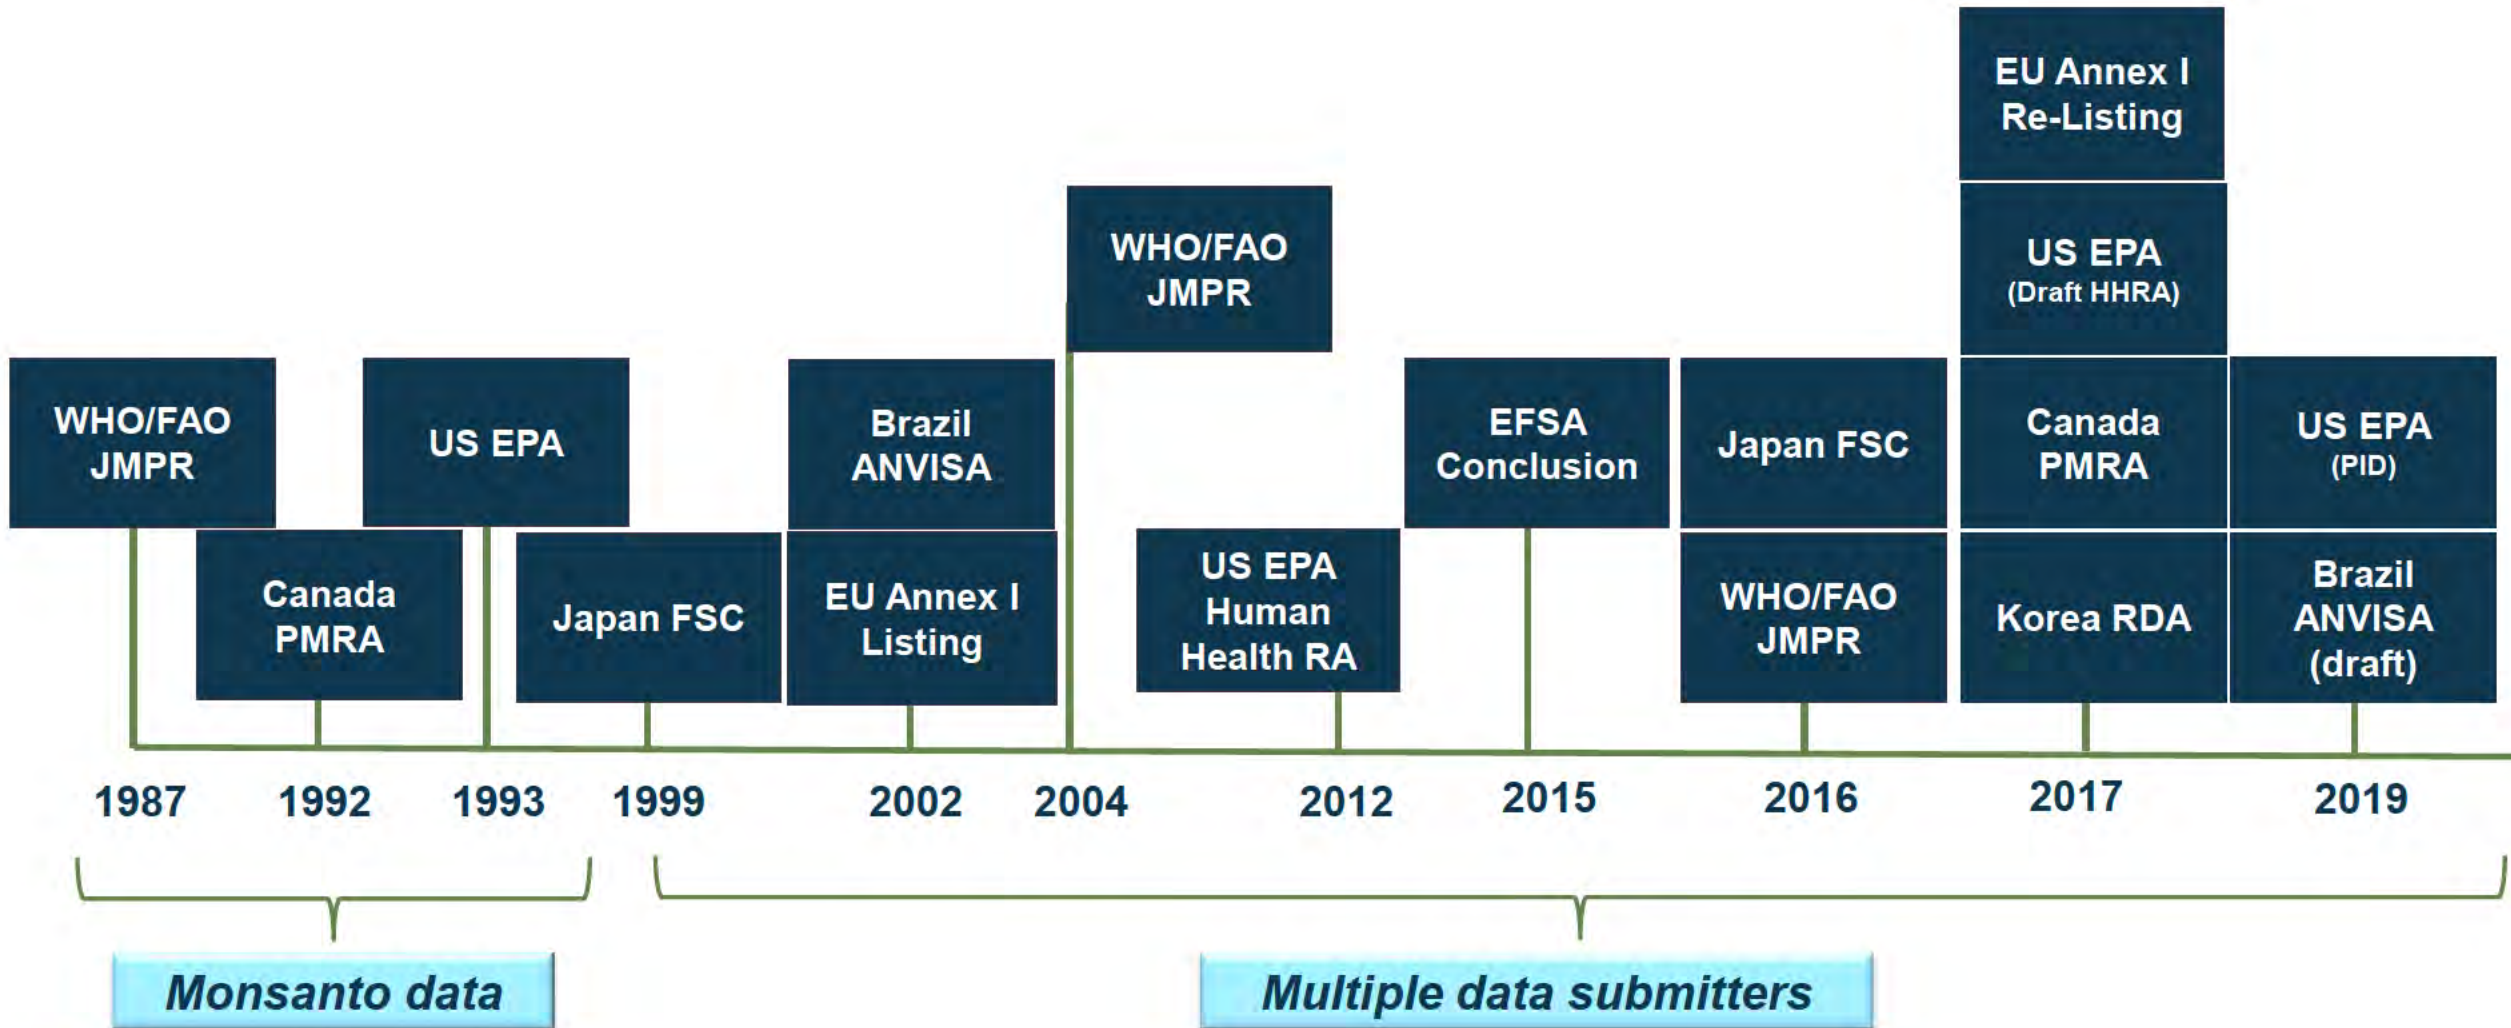 WHO/FAO
JMPR
Canada
PMRA
US EPA
Japan FSC
Brazil
ANVISA
EU Annex I
Listing
WHO/FAO
JMPR
US EPA
Human
Health RA
EFSA
Conclusion
Japan FSC
WHO/FAO
JMPR
EU Annex I
Re-Listing
US EPA
(Draft HHRA)
Canada
PMRA
Korea RDA
US EPA
(PID)
Brazil
ANVISA
(draft)
1987
1992
1993
1999
2002
2004
2012
2015
2016
2017
2019
Monsanto data
Multiple data submitters